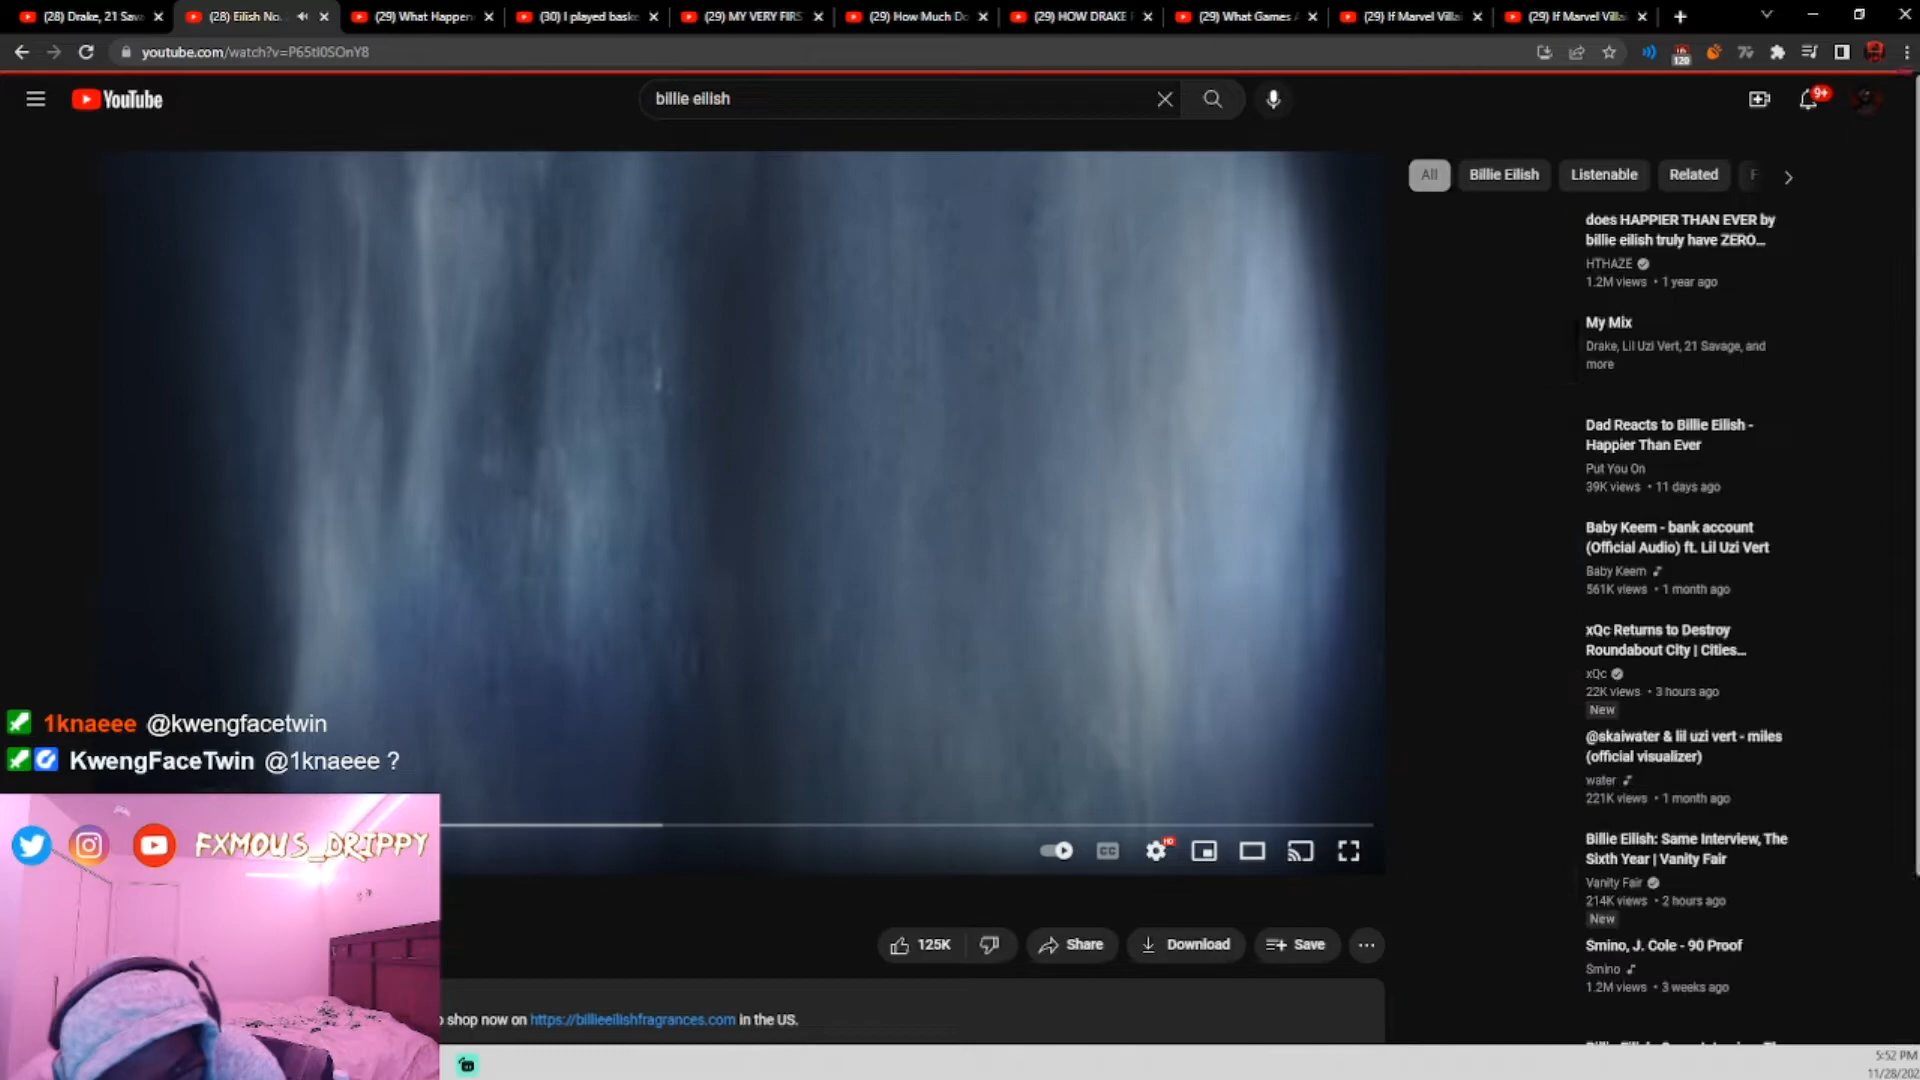 (28) Drake, 21 Sava
(28) Eilish No.
(29) What Happen
(30) I played baske
(29) MY VERY FIRS
(29) How Much Do
(29) HOW DRAKE
(29) What Games
(29) If Marvel Villa
(29) If Marvel Villai
youtube.com/watch?v=P65tI0SOnY8
120
YouTube
billie eilish
9+
All
Billie Eilish
Listenable
Related
does HAPPIER THAN EVER by
billie eilish truly have ZERO...
HTHAZE
1.2M views • 1 year ago
My Mix
Drake, Lil Uzi Vert, 21 Savage, and
more
Dad Reacts to Billie Eilish -
Happier Than Ever
Put You On
39K views • 11 days ago
Baby Keem - bank account
(Official Audio) ft. Lil Uzi Vert
Baby Keem
561K views • 1 month ago
xQc Returns to Destroy
Roundabout City | Cities...
xQc
22K views • 3 hours ago
New
@skaiwater & lil uzi vert - miles
(official visualizer)
water
221K views • 1 month ago
Billie Eilish: Same Interview, The
Sixth Year | Vanity Fair
Vanity Fair
214K views • 2 hours ago
New
Smino, J. Cole - 90 Proof
Smino
1.2M views • 3 weeks ago
1knaeee @kwengfacetwin
KwengFaceTwin @1knaeee ?
FXMOUS_DRIPPY
CC
HD
125K
Share
Download
Save
shop now on https://billieeilishfragrances.com in the US.
5:52 PM
11/28/202